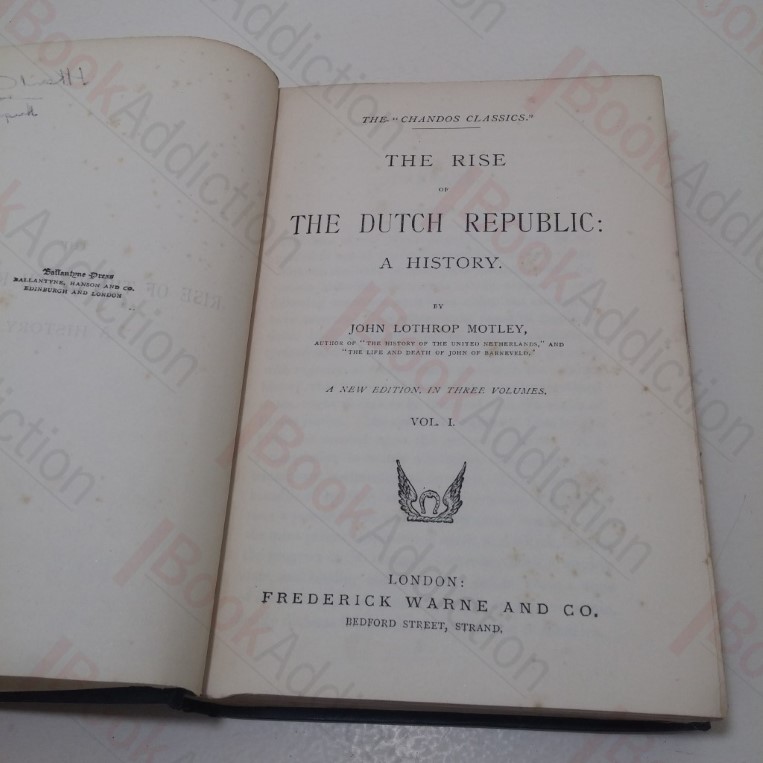 Ballantyne Press
BALLANTYNE, HANSON AND CO.
EDINBURGH AND LONDON
THE "CHANDOS CLASSICS."
THE RISE
OF
THE DUTCH REPUBLIC:
A HISTORY.
BY
JOHN LOTHROP MOTLEY,
AUTHOR OF "THE HISTORY OF THE UNITED NETHERLANDS," AND
"THE LIFE AND DEATH OF JOHN OF BARNEVELD."
A NEW EDITION, IN THREE VOLUMES.
VOL. I.
LONDON:
FREDERICK WARNE AND CO.
BEDFORD STREET, STRAND.
BookAddiction